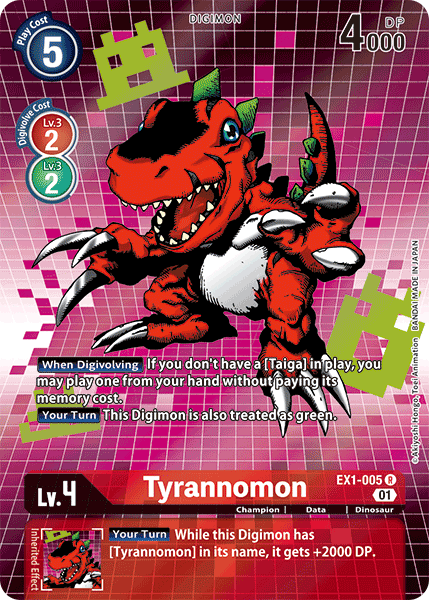 Play Cost
5
DIGIMON
DP
4000
Digivolve Cost
Lv.3
2
Lv.3
2
When Digivolving If you don't have a [Taiga] in play, you
may play one from your hand without paying its
memory cost.
Your Turn This Digimon is also treated as green.
©Akiyoshi Hongo, Toei Animation BANDAI MADE IN JAPAN
Lv.4
Tyrannomon
EX1-005 R
01
Champion
Data
Dinosaur
Inherited Effect
Your Turn While this Digimon has
[Tyrannomon] in its name, it gets +2000 DP.